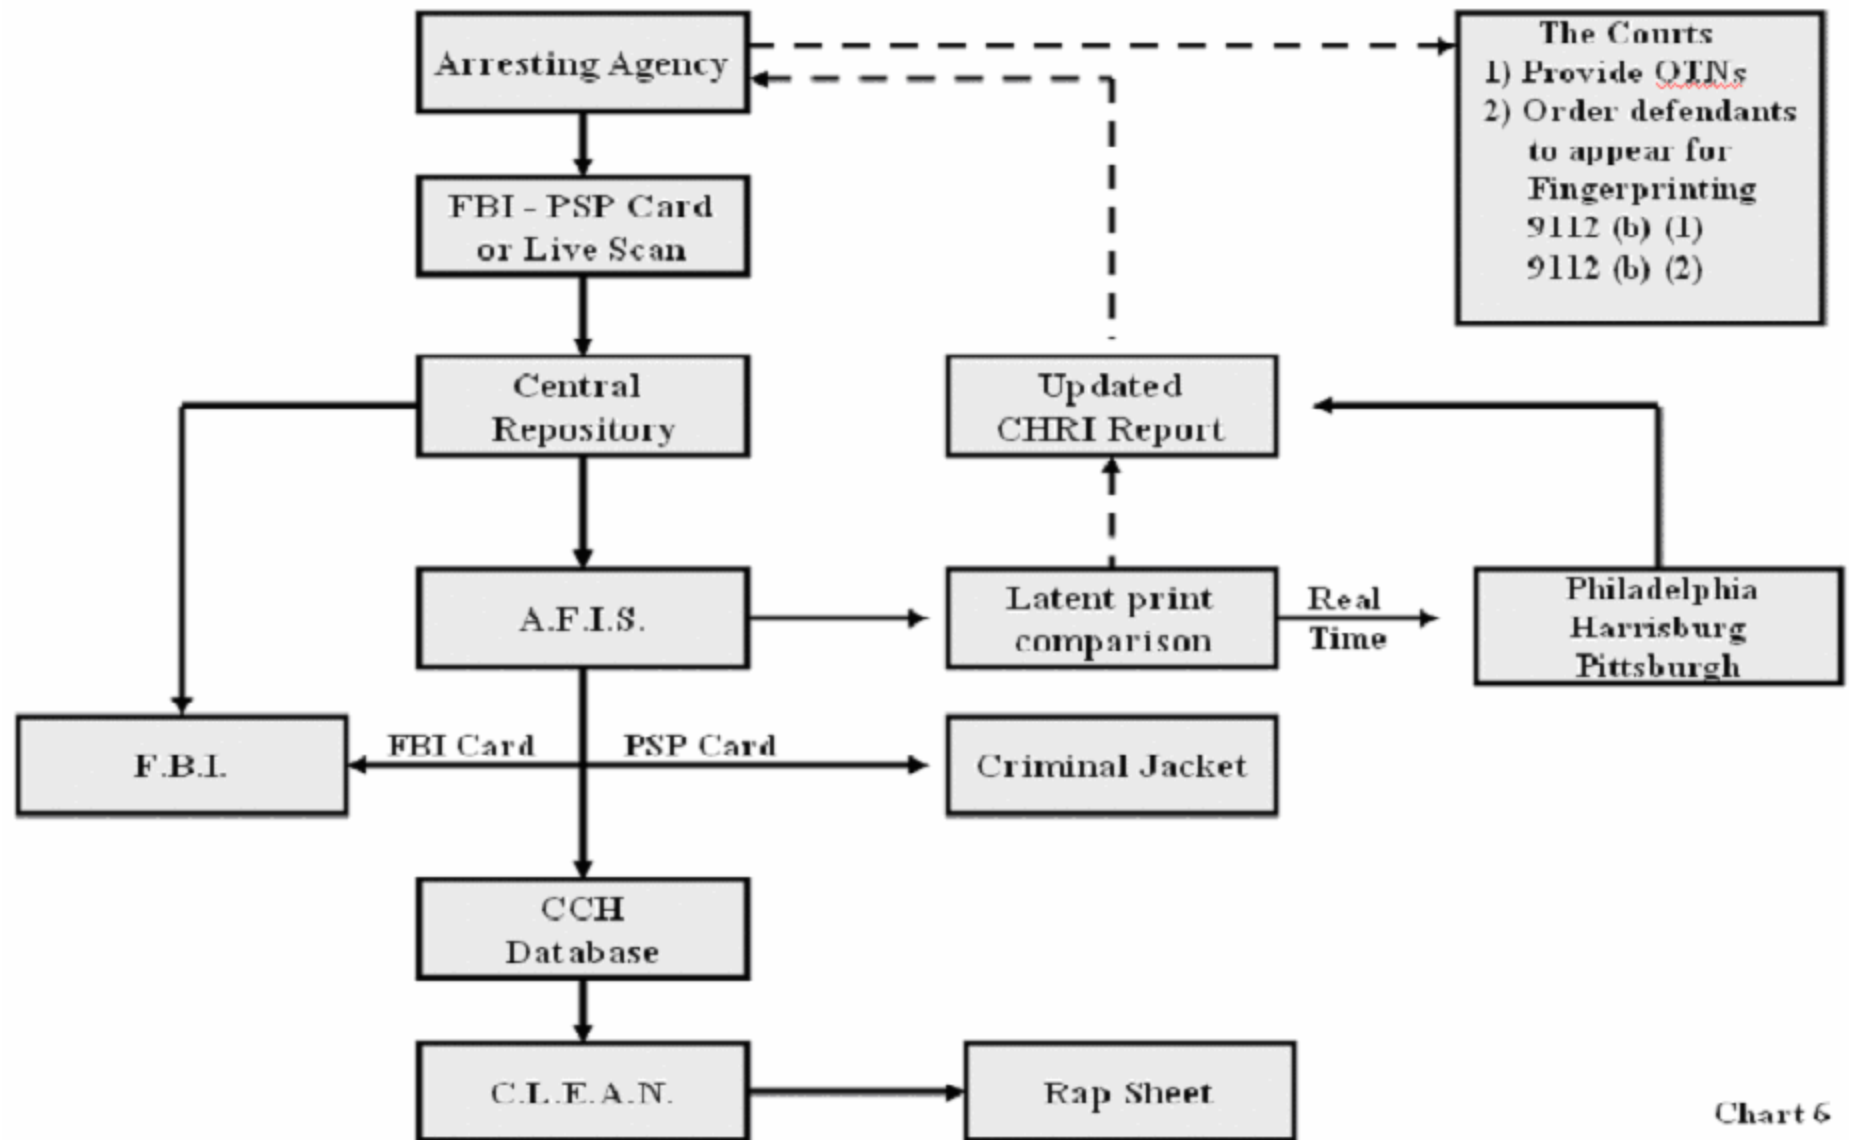 Arresting Agency
The Courts
1) Provide OTNs
2) Order defendants
to appear for
Fingerprinting
9112 (b) (1)
9112 (b) (2)
FBI - PSP Card
or Live Scan
Central
Repository
Updated
CHRI Report
A.F.I.S.
Latent print
comparison
Real
Time
Philadelphia
Harrisburg
Pittsburgh
F.B.I.
FBI Card
PSP Card
Criminal Jacket
CCH
Database
C.L.E.A.N.
Rap Sheet
Chart 6